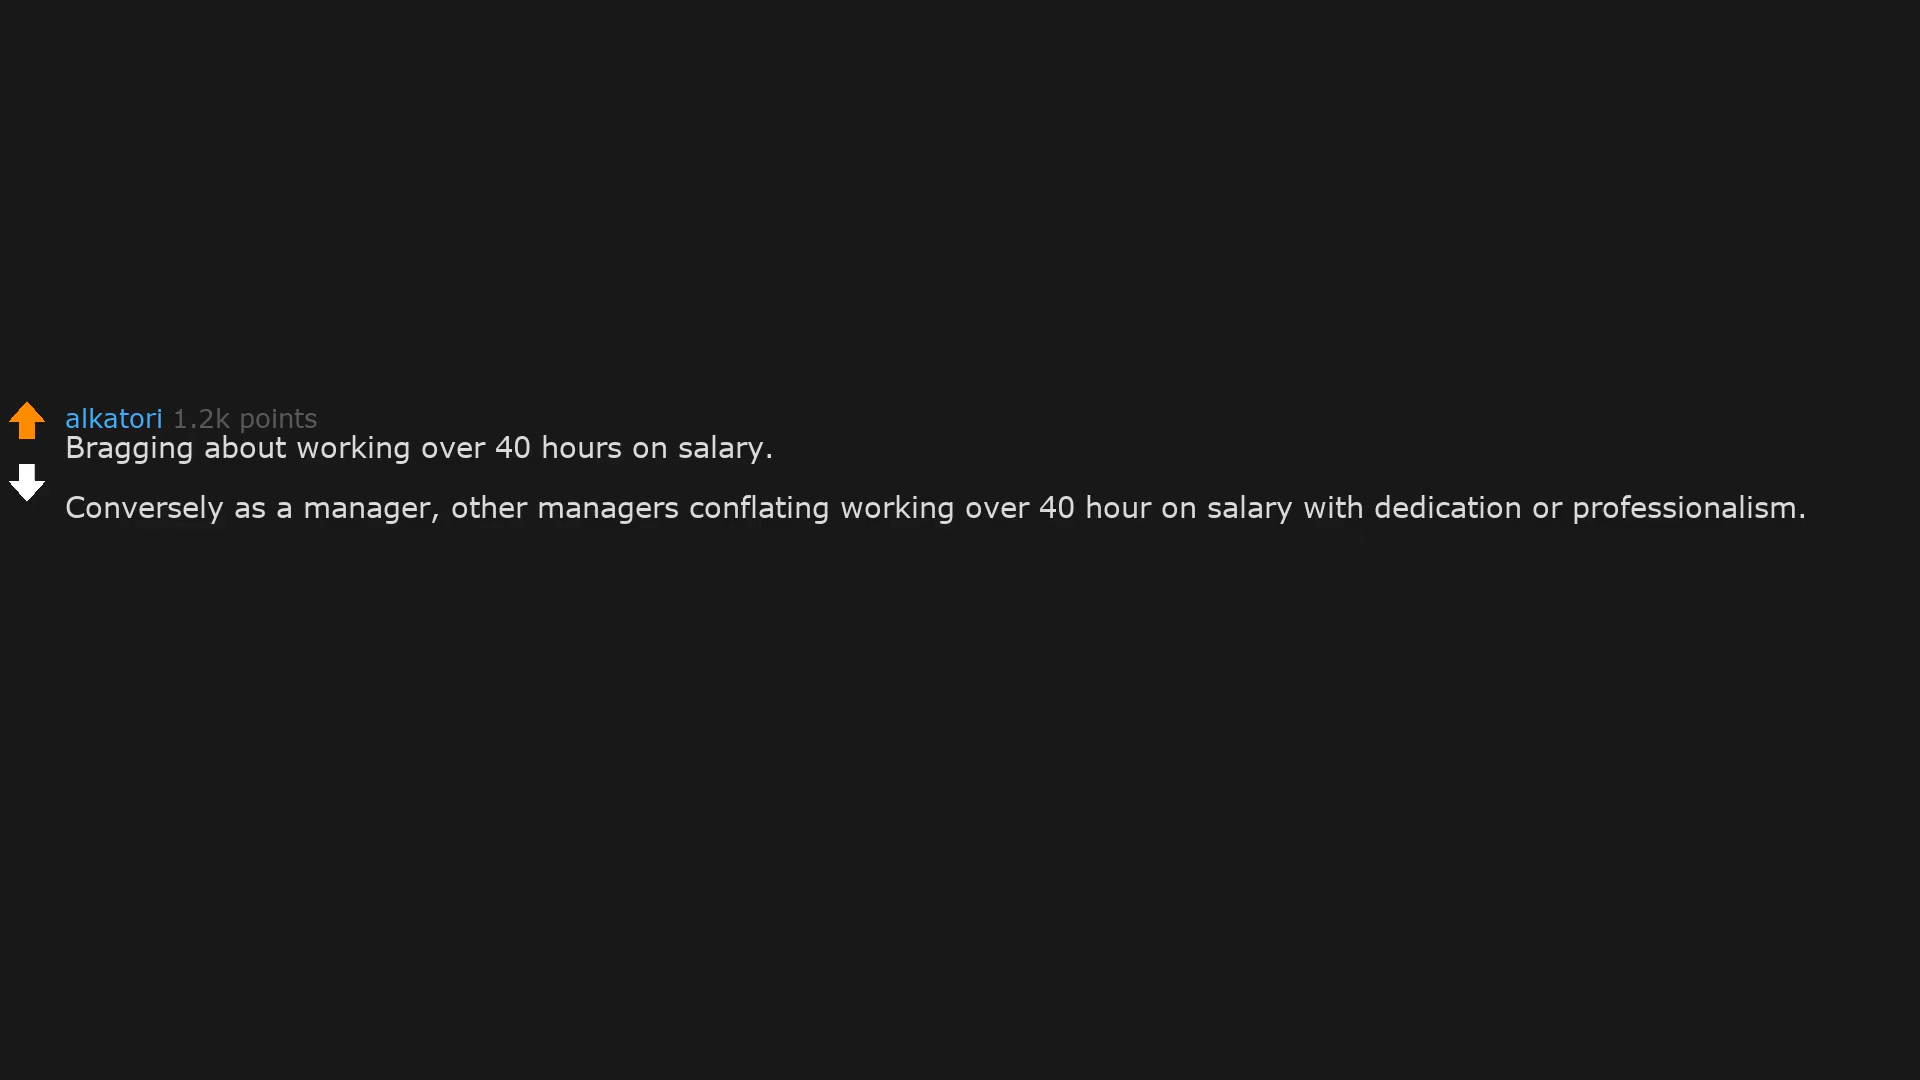 alkatori 1.2k points
Bragging about working over 40 hours on salary.
Conversely as a manager, other managers conflating working over 40 hour on salary with dedication or professionalism.